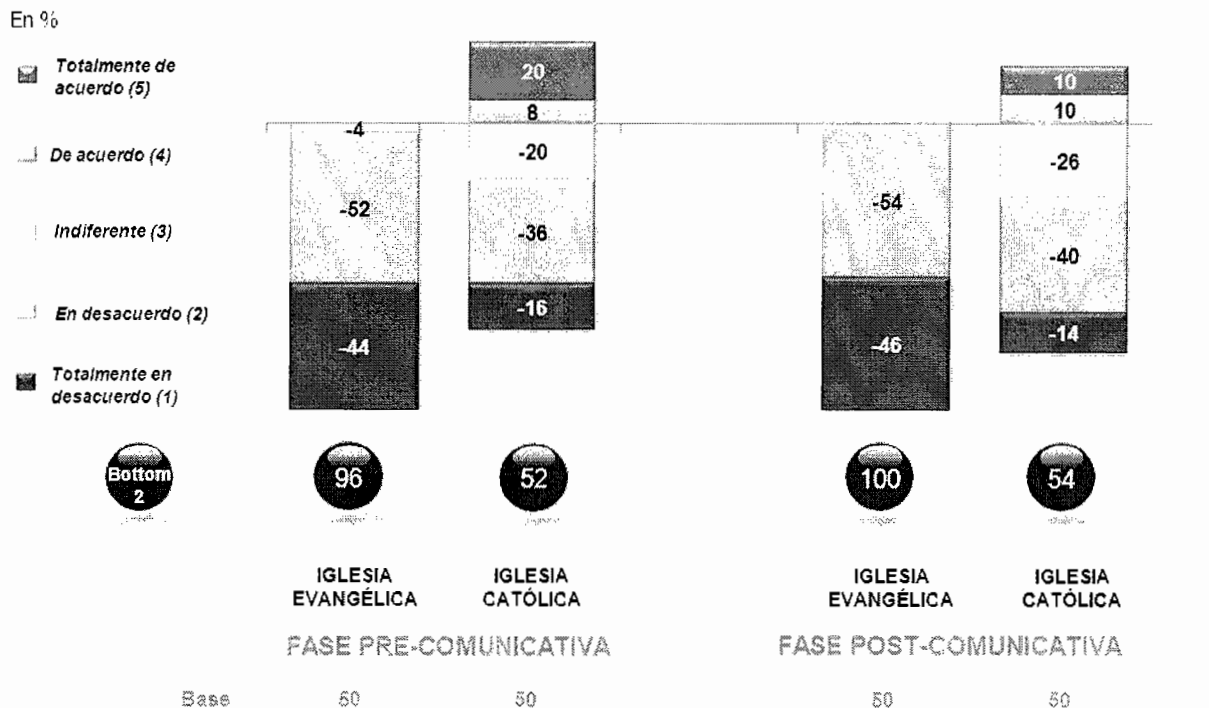 En %
Totalmente de
acuerdo (5)
De acuerdo (4)
Indiferente (3)
En desacuerdo (2)
Totalmente en
desacuerdo (1)
-4
-52
-44
20
8
-20
-36
-16
-54
-46
10
10
-26
-40
-14
Bottom
2
96
52
100
54
IGLESIA
EVANGÉLICA
IGLESIA
CATÓLICA
IGLESIA
EVANGÉLICA
IGLESIA
CATÓLICA
FASE PRE-COMUNICATIVA
FASE POST-COMUNICATIVA
Base 50 50 50 50